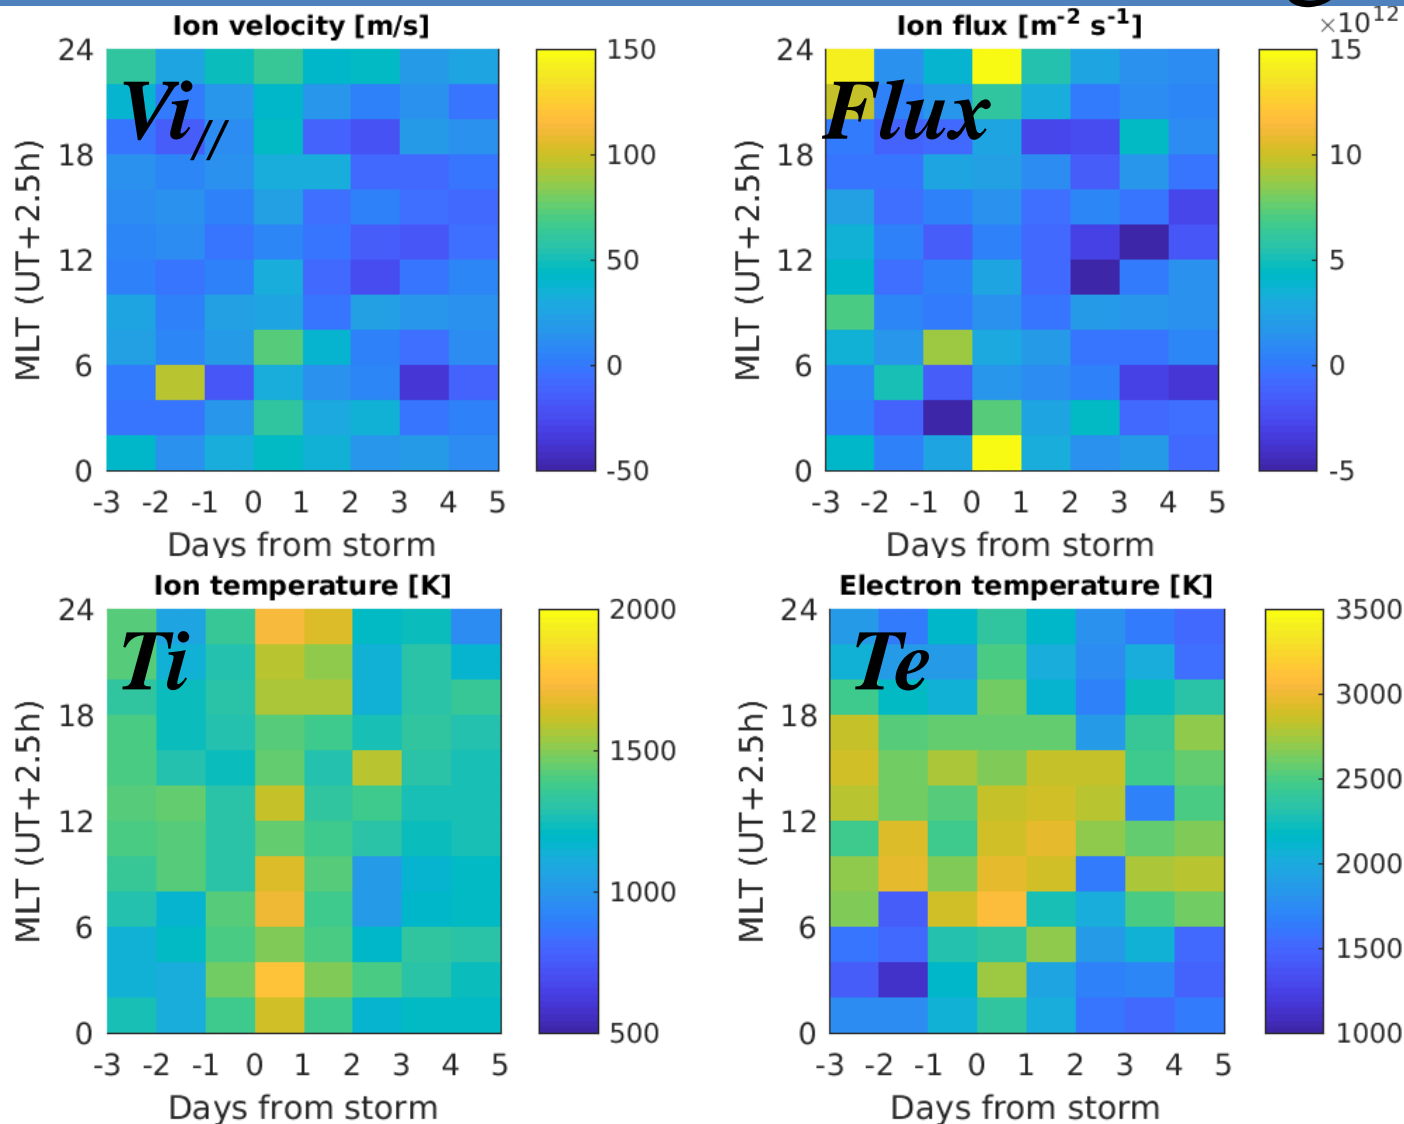 Ion velocity [m/s]
Vi//
MLT (UT+2.5h)
24
18
12
6
0
-3 -2 -1 0 1 2 3 4 5
Days from storm
150
100
50
0
-50
Ion flux [m⁻² s⁻¹]
Flux
MLT (UT+2.5h)
24
18
12
6
0
-3 -2 -1 0 1 2 3 4 5
Days from storm
×10¹²
15
10
5
0
-5
Ion temperature [K]
Ti
MLT (UT+2.5h)
24
18
12
6
0
-3 -2 -1 0 1 2 3 4 5
Days from storm
2000
1500
1000
500
Electron temperature [K]
Te
MLT (UT+2.5h)
24
18
12
6
0
-3 -2 -1 0 1 2 3 4 5
Days from storm
3500
3000
2500
2000
1500
1000